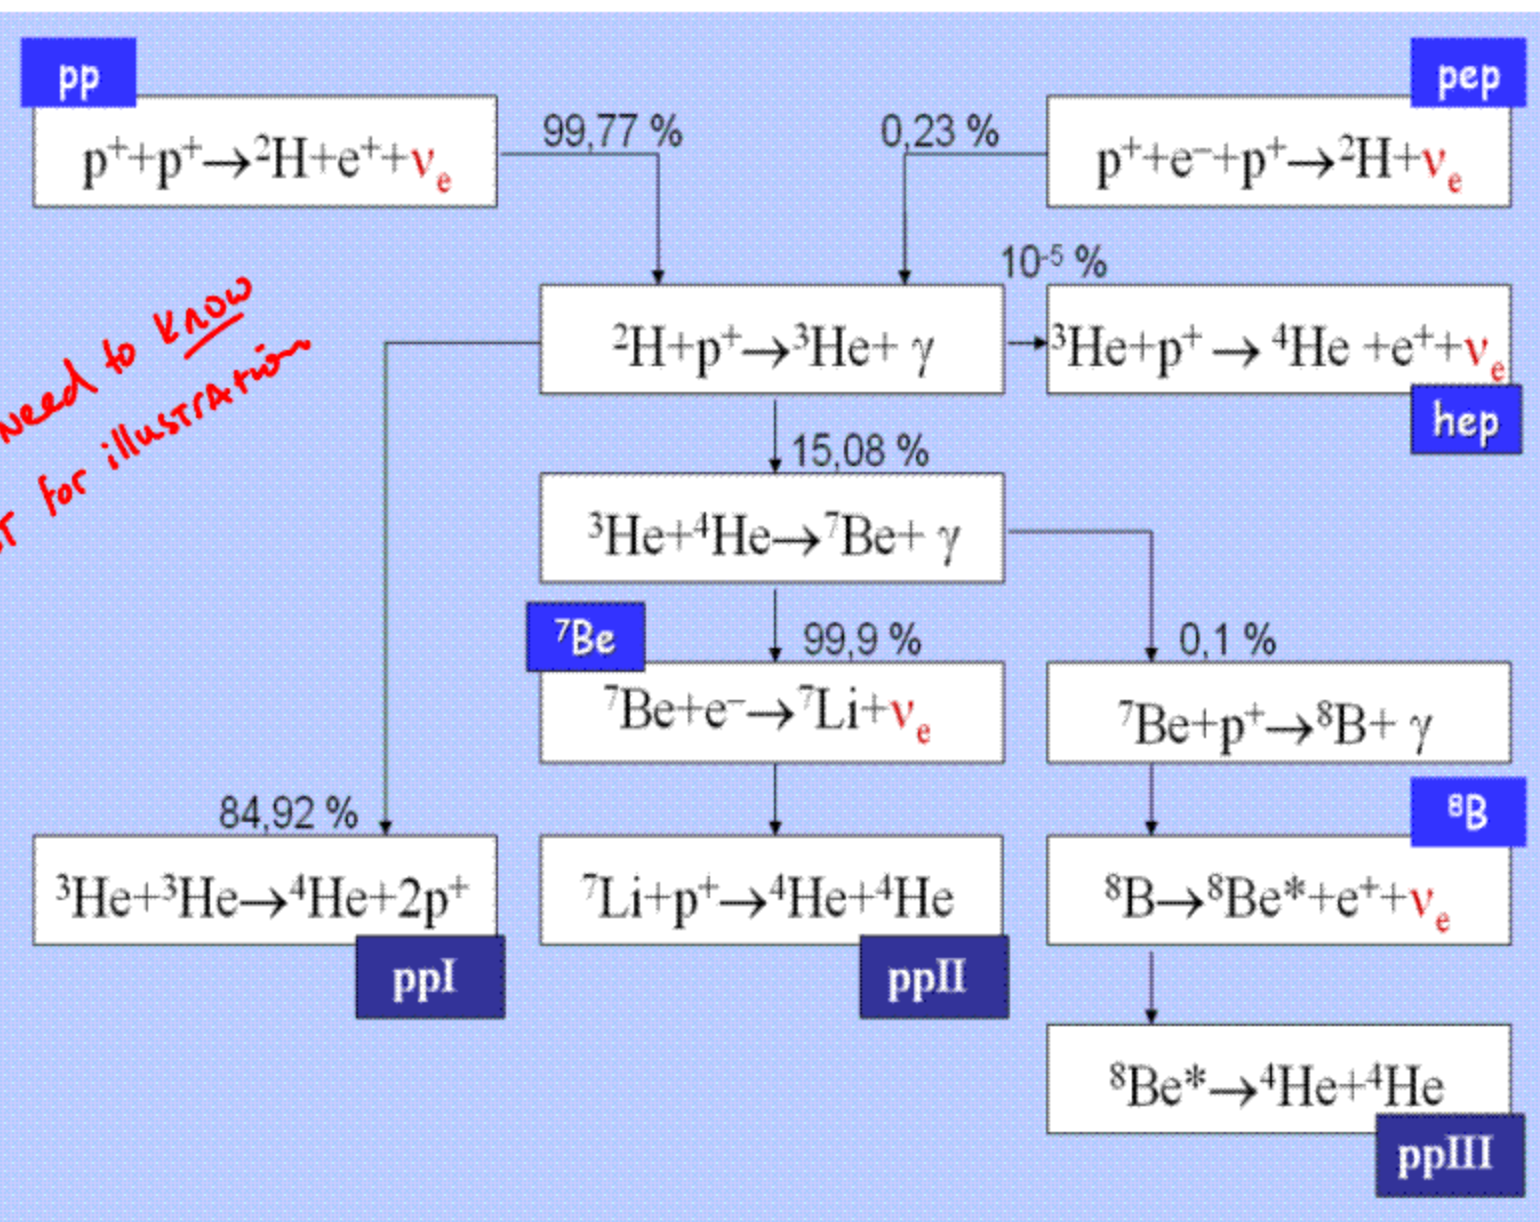 pp
p⁺+p⁺→²H+e⁺+νₑ
99,77 %
pep
0,23 %
p⁺+e⁻+p⁺→²H+νₑ
need to know
for illustration
²H+p⁺→³He+ γ
10⁻⁵ %
³He+p⁺ → ⁴He +e⁺+νₑ
hep
15,08 %
³He+⁴He→⁷Be+ γ
⁷Be
99,9 %
⁷Be+e⁻→⁷Li+νₑ
0,1 %
⁷Be+p⁺→⁸B+ γ
84,92 %
³He+³He→⁴He+2p⁺
ppI
⁷Li+p⁺→⁴He+⁴He
ppII
⁸B
⁸B→⁸Be*+e⁺+νₑ
⁸Be*→⁴He+⁴He
ppIII